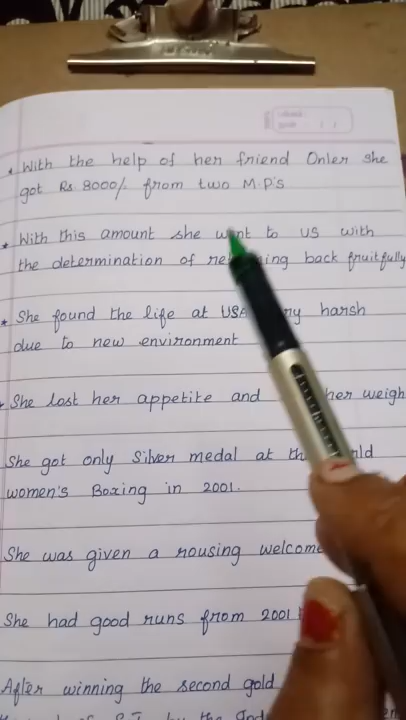 * With the help of her friend Onler she
got Rs 8000/- from two M.P's
* With this amount she went to US with
the determination of ning back fruitfully
* She found the life at USA harsh
due to new environment
She lost her appetite and her weigh
She got only Silver medal at
women's Boxing in 2001.
She was given a rousing welcome
She had good runs from 2001
After winning the second gold